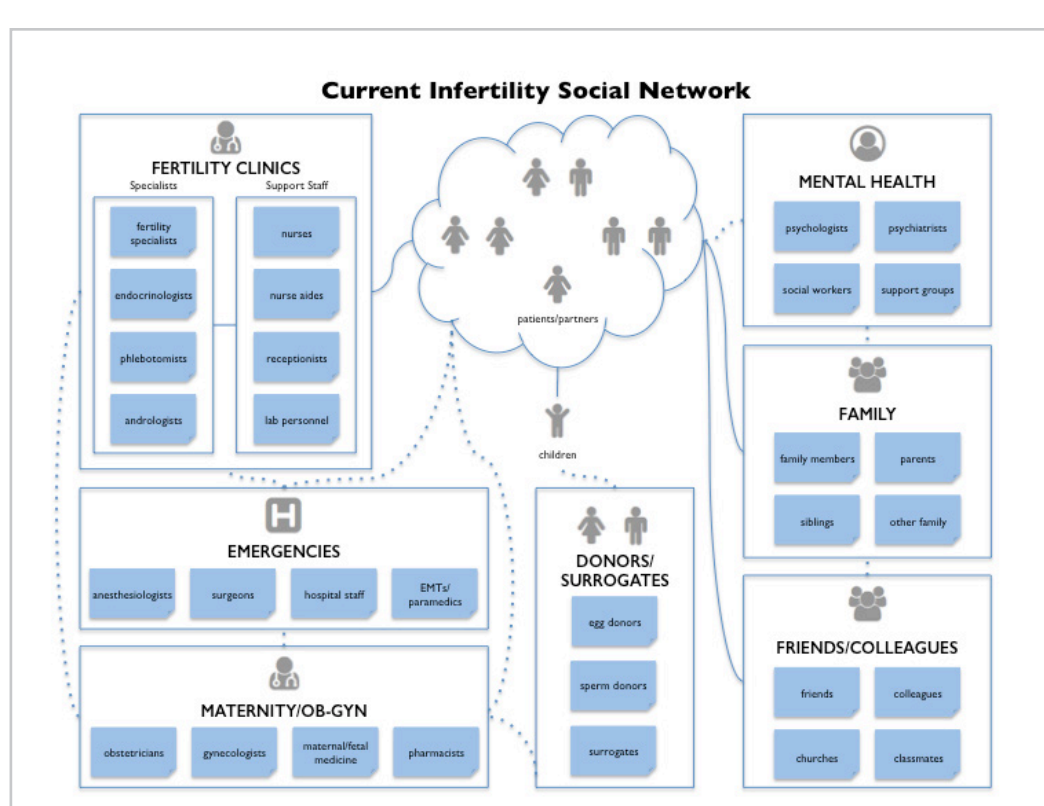 Current Infertility Social Network
FERTILITY CLINICS
Specialists
Support Staff
fertility
specialists
endocrinologists
phlebotomists
andrologists
nurses
nurse aides
receptionists
lab personnel
patients/partners
children
MENTAL HEALTH
psychologists
psychiatrists
social workers
support groups
FAMILY
family members
parents
siblings
other family
H
EMERGENCIES
anesthesiologists
surgeons
hospital staff
EMTs/
paramedics
DONORS/
SURROGATES
egg donors
sperm donors
surrogates
FRIENDS/COLLEAGUES
friends
colleagues
churches
classmates
MATERNITY/OB-GYN
obstetricians
gynecologists
maternal/fetal
medicine
pharmacists